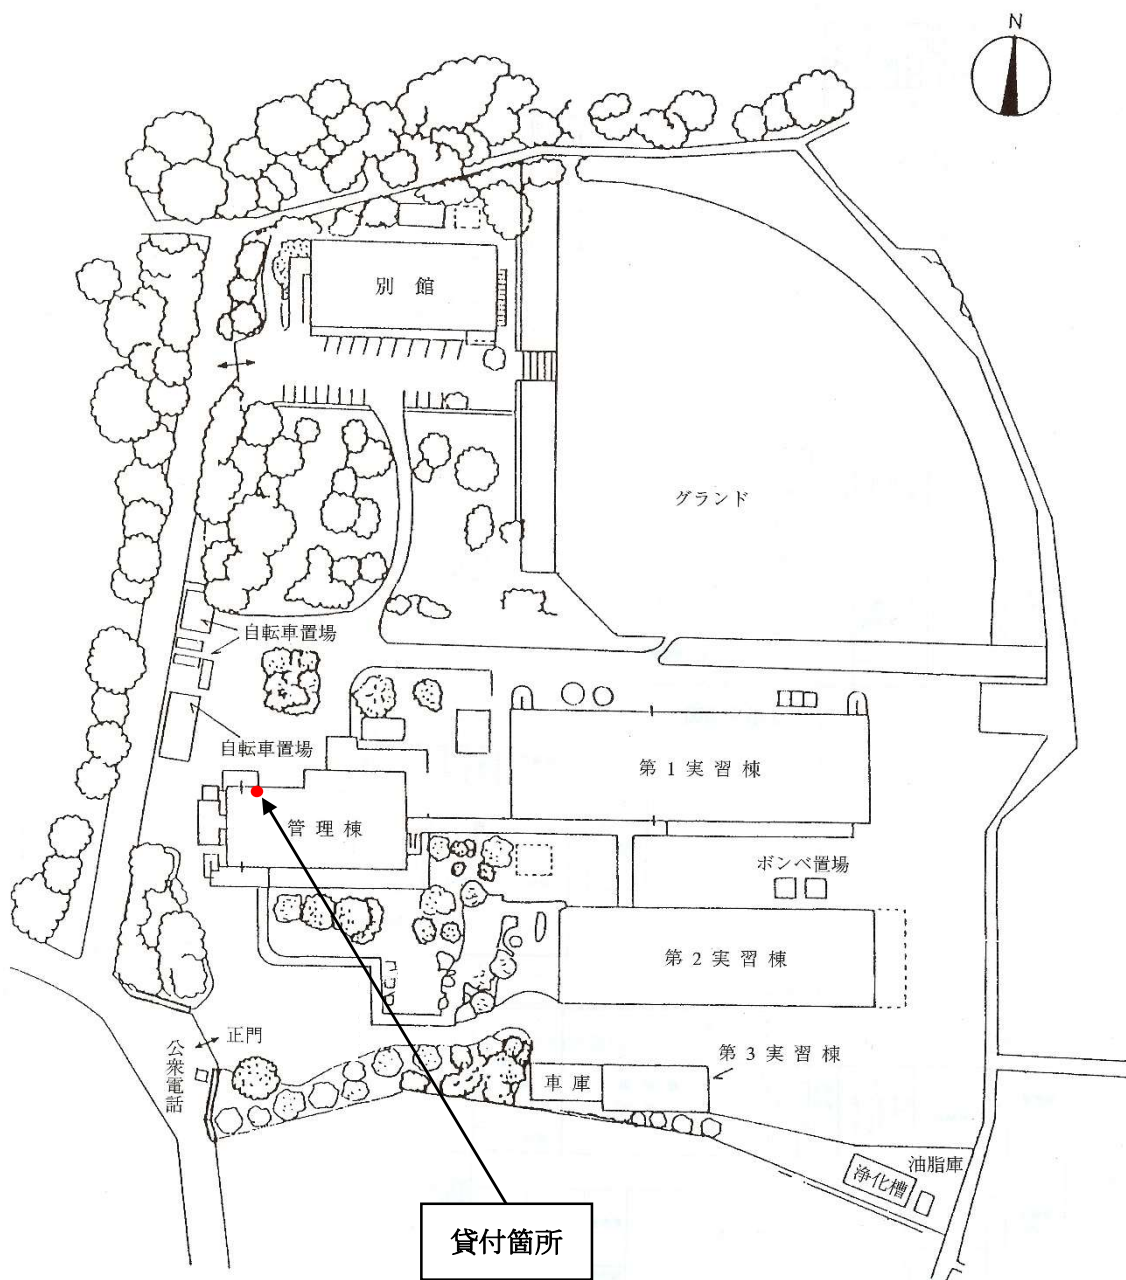 N
別館
グランド
自転車置場
自転車置場
第1実習棟
管理棟
ボンベ置場
第2実習棟
正門
公衆電話
第3実習棟
車庫
油脂庫
浄化槽
貸付箇所